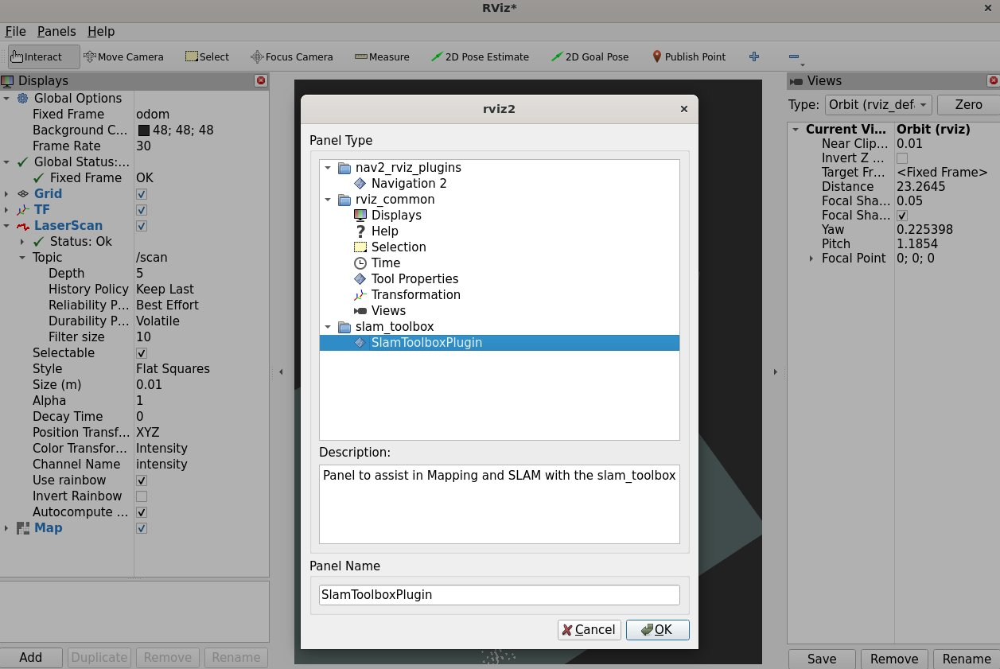 RViz*
File Panels Help
Interact Move Camera Select Focus Camera Measure 2D Pose Estimate 2D Goal Pose Publish Point
Displays
Global Options
Fixed Frame odom
Background C... 48; 48; 48
Frame Rate 30
Global Status:...
Fixed Frame OK
Grid
TF
LaserScan
Status: Ok
Topic /scan
Depth 5
History Policy Keep Last
Reliability P... Best Effort
Durability P... Volatile
Filter size 10
Selectable
Style Flat Squares
Size (m) 0.01
Alpha 1
Decay Time 0
Position Transf... XYZ
Color Transfor... Intensity
Channel Name intensity
Use rainbow
Invert Rainbow
Autocompute ...
Map
Add Duplicate Remove Rename
rviz2
Panel Type
nav2_rviz_plugins
Navigation 2
rviz_common
Displays
Help
Selection
Time
Tool Properties
Transformation
Views
slam_toolbox
SlamToolboxPlugin
Description:
Panel to assist in Mapping and SLAM with the slam_toolbox
Panel Name
SlamToolboxPlugin
Cancel OK
Views
Type: Orbit (rviz_def. Zero
Current Vi... Orbit (rviz)
Near Clip... 0.01
Invert Z ...
Target Fr... <Fixed Frame>
Distance 23.2645
Focal Sha... 0.05
Focal Sha...
Yaw 0.225398
Pitch 1.1854
Focal Point 0; 0; 0
Save Remove Rename